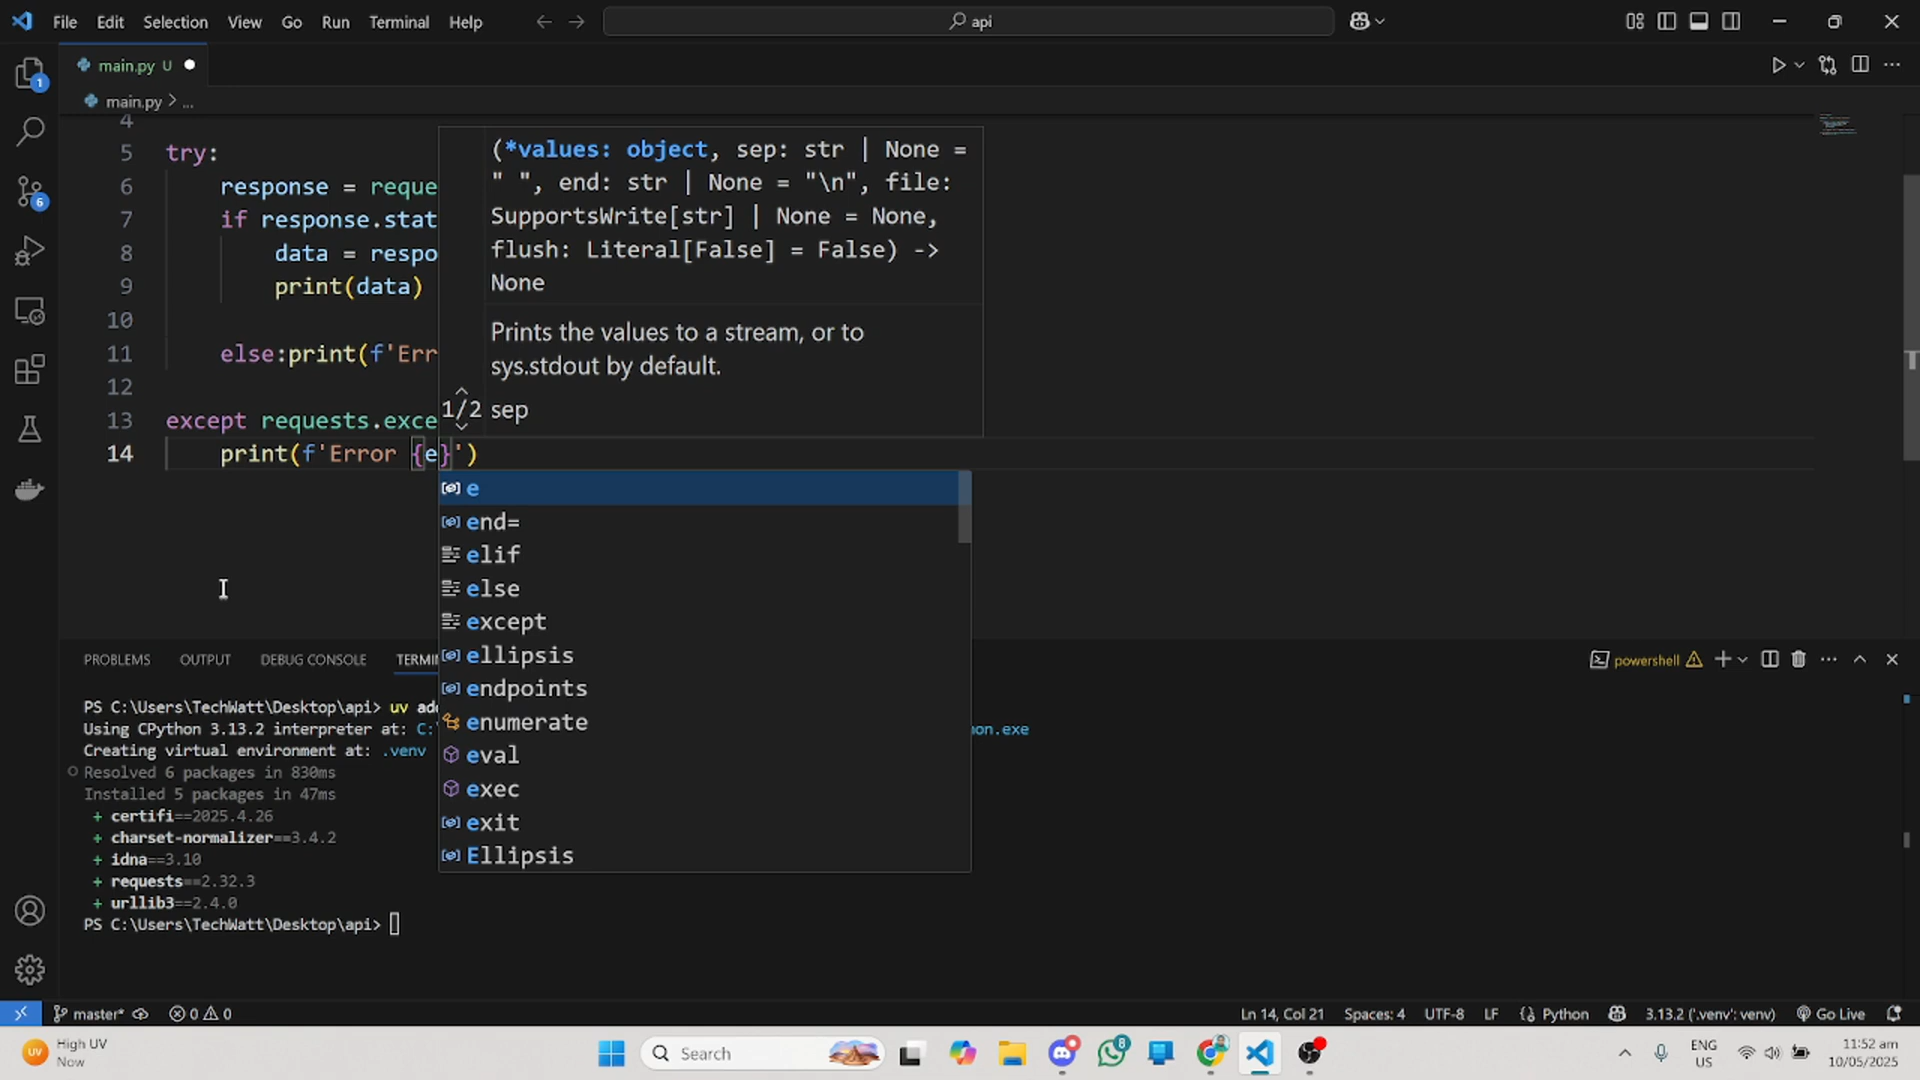 File Edit Selection View Go Run Terminal Help
api
main.py U
main.py > ...
4
5 try:
6 response = reque
7 if response.stat
8 data = respo
9 print(data)
10
11 else:print(f'Err
12
13 except requests.exce
14 print(f'Error {e}')
(*values: object, sep: str | None =
" ", end: str | None = "\n", file:
SupportsWrite[str] | None = None,
flush: Literal[False] = False) ->
None
Prints the values to a stream, or to
sys.stdout by default.
1/2 sep
e
end=
elif
else
except
ellipsis
endpoints
enumerate
eval
exec
exit
Ellipsis
1
6
PROBLEMS OUTPUT DEBUG CONSOLE TERMI
powershell
PS C:\Users\TechWatt\Desktop\api> uv add
Using CPython 3.13.2 interpreter at: C:\
on.exe
Creating virtual environment at: .venv
Resolved 6 packages in 830ms
Installed 5 packages in 47ms
+ certifi==2025.4.26
+ charset-normalizer==3.4.2
+ idna==3.10
+ requests==2.32.3
+ urllib3==2.4.0
PS C:\Users\TechWatt\Desktop\api>
master* 0 0
Ln 14, Col 21 Spaces: 4 UTF-8 LF Python 3.13.2 ('.venv': venv) Go Live
UV High UV
Now
Search
8
ENG
US
11:52 am
10/05/2025